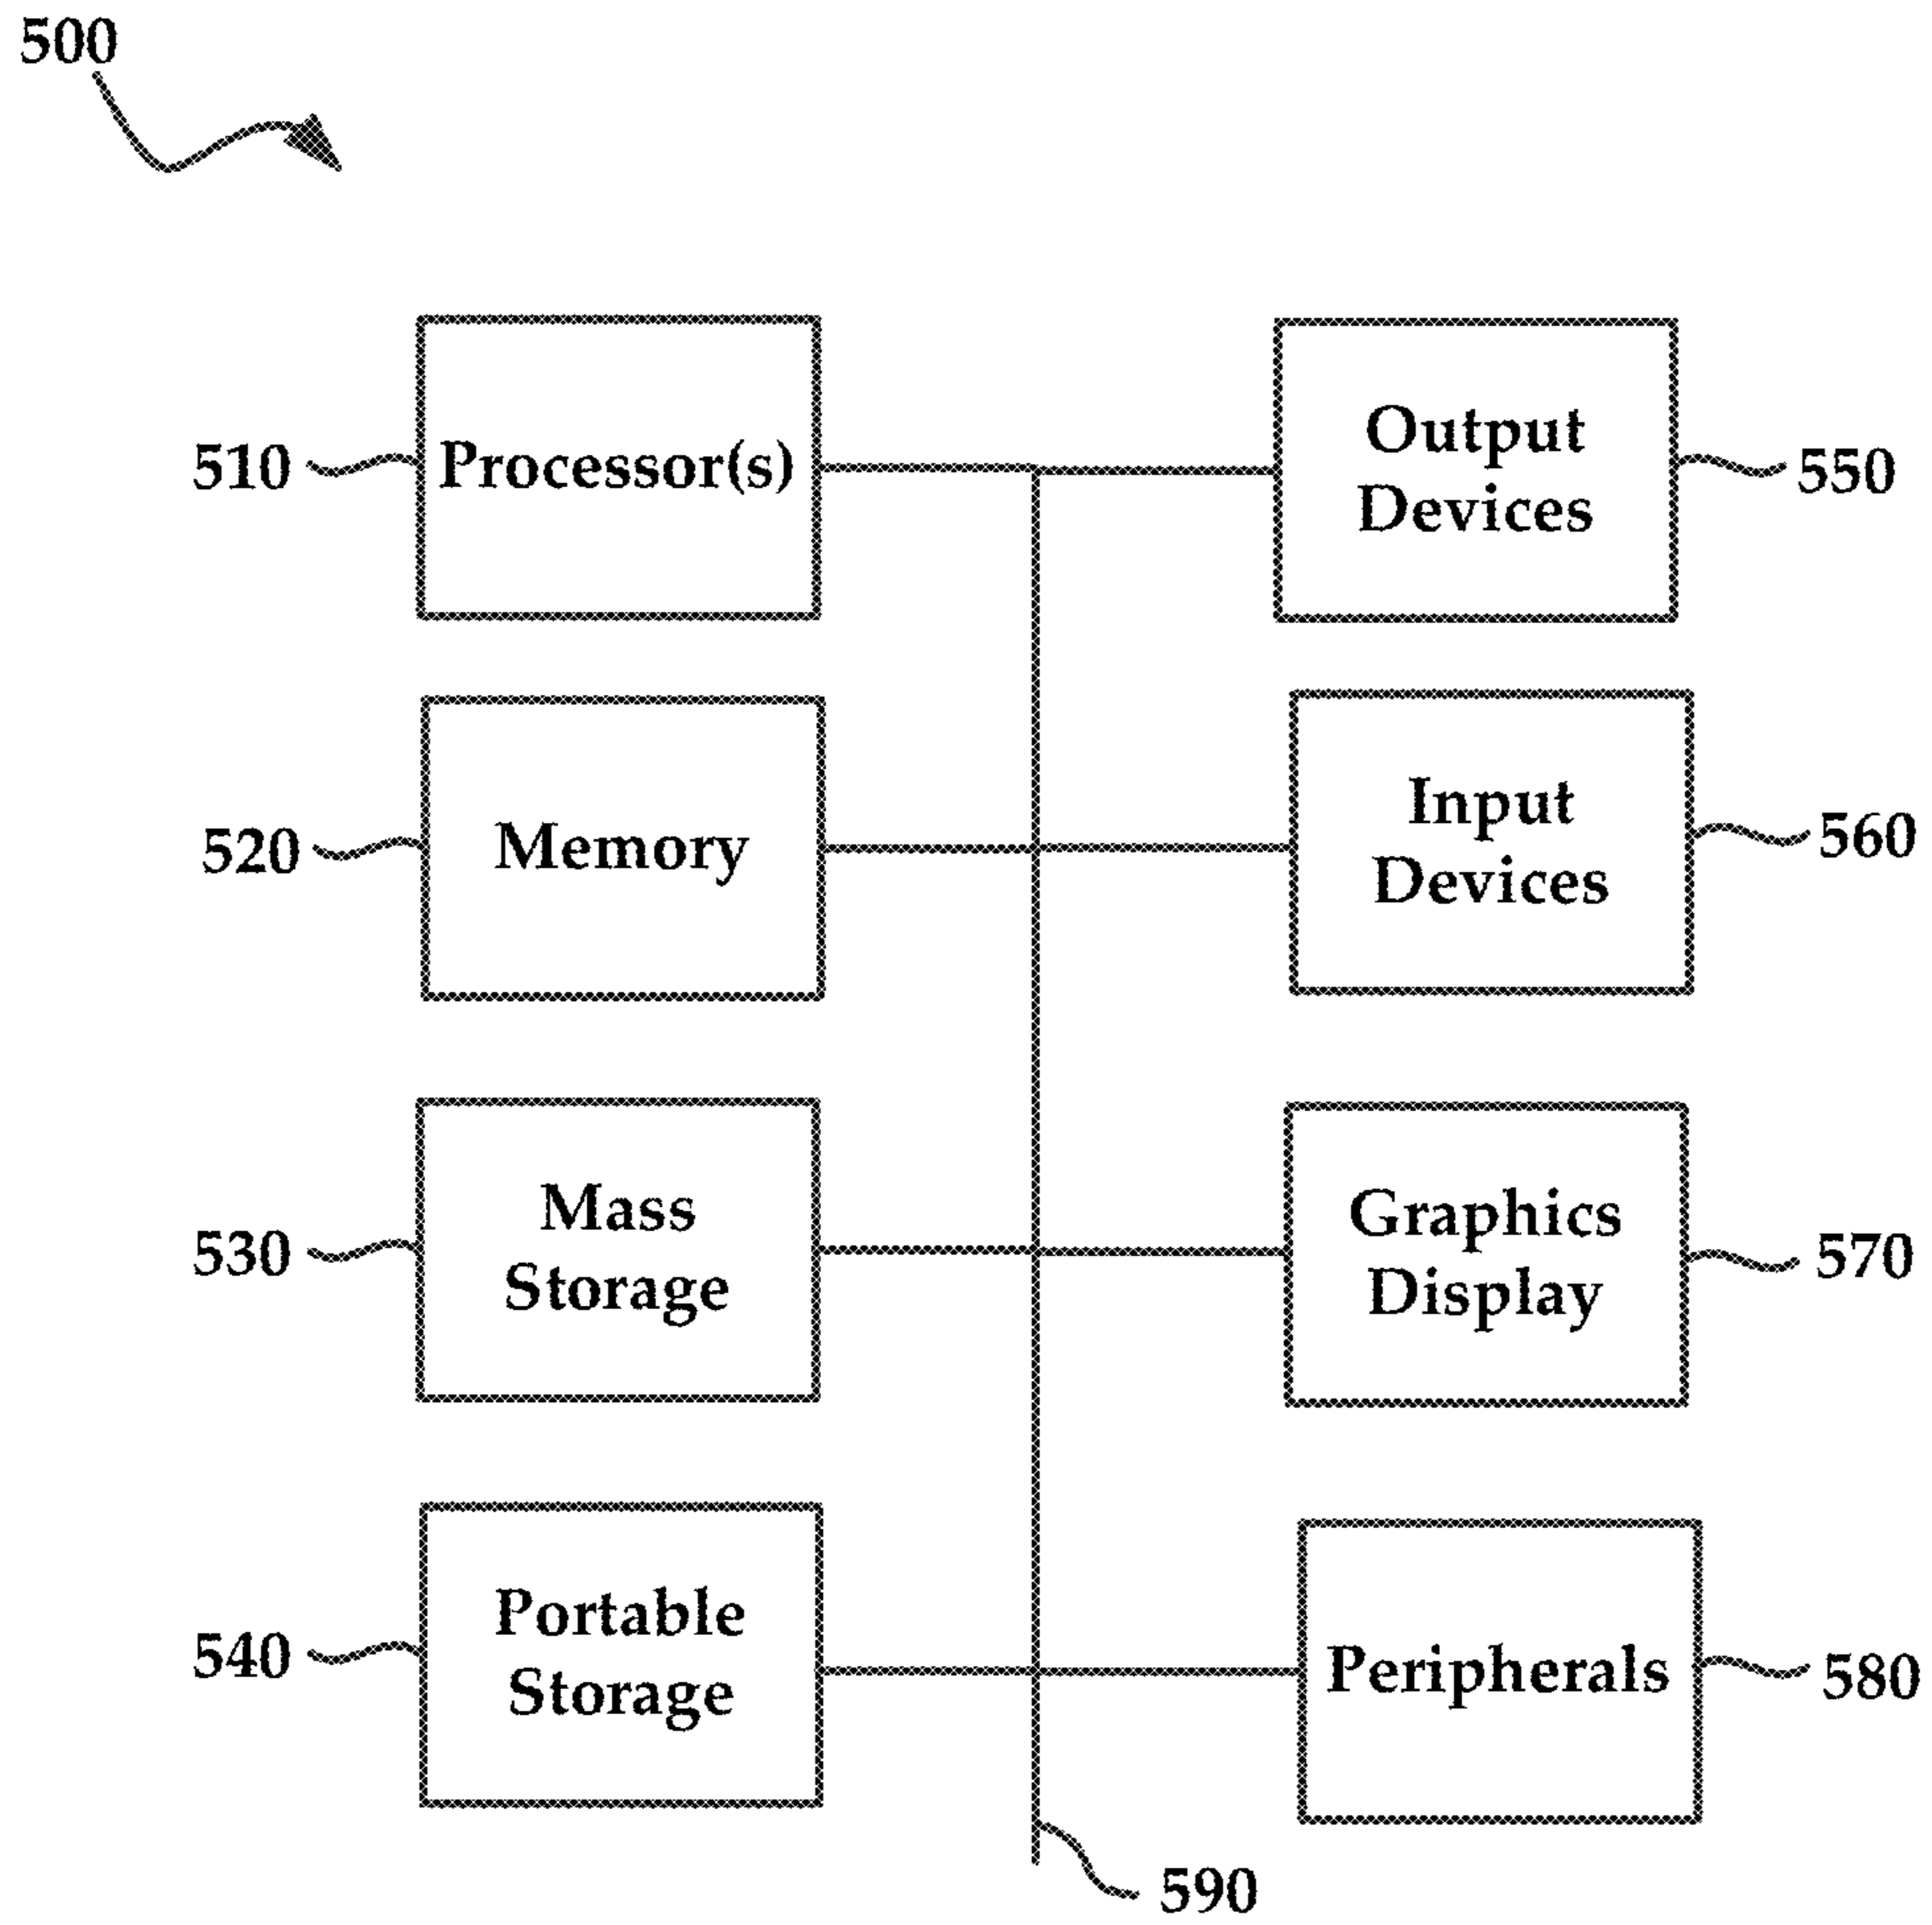 500
510
Processor(s)
Output
Devices
550
520
Memory
Input
Devices
560
530
Mass
Storage
Graphics
Display
570
540
Portable
Storage
Peripherals
580
590